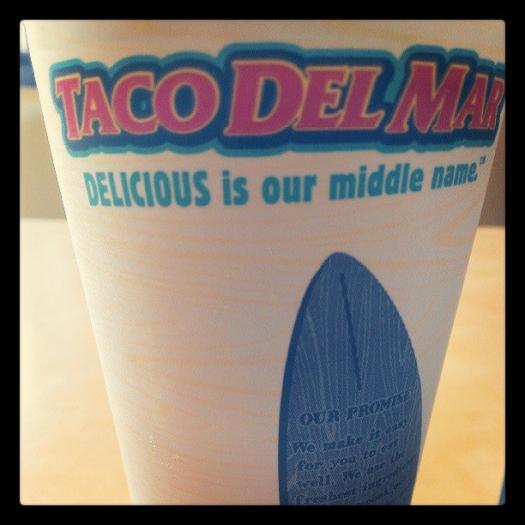 TACO DEL MAR
DELICIOUS is our middle name.™
OUR PROMISE
We make it easy
for you to eat
well. We use the
freshest